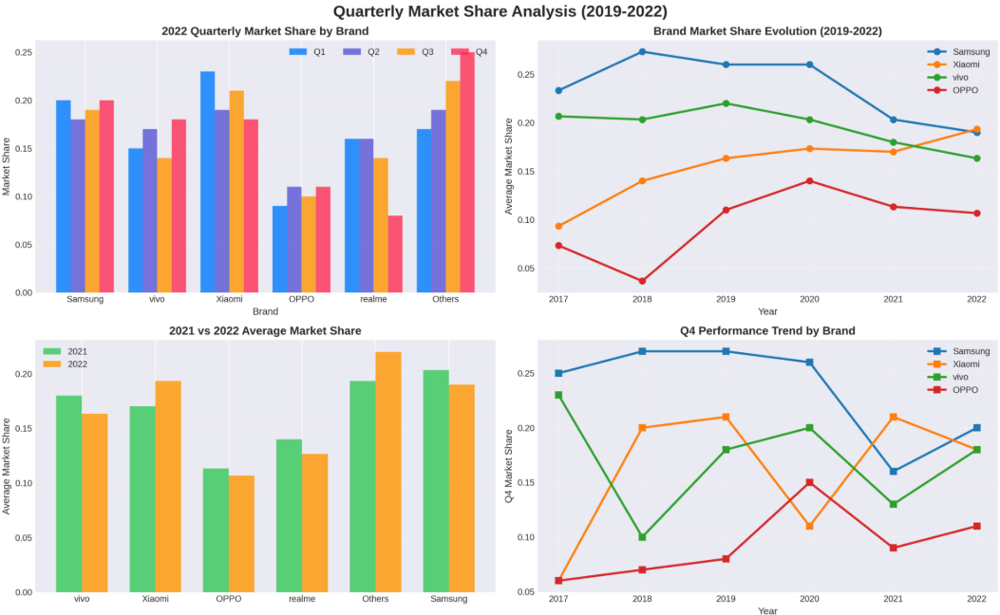 Quarterly Market Share Analysis (2019-2022)
2022 Quarterly Market Share by Brand
Q1 Q2 Q3 Q4
Market Share
0.25
0.20
0.15
0.10
0.05
0.00
Samsung vivo Xiaomi OPPO realme Others
Brand
Brand Market Share Evolution (2019-2022)
Samsung
Xiaomi
vivo
OPPO
Average Market Share
0.25
0.20
0.15
0.10
0.05
2017 2018 2019 2020 2021 2022
Year
2021 vs 2022 Average Market Share
2021
2022
Average Market Share
0.20
0.15
0.10
0.05
0.00
vivo Xiaomi OPPO realme Others Samsung
Q4 Performance Trend by Brand
Samsung
Xiaomi
vivo
OPPO
Q4 Market Share
0.25
0.20
0.15
0.10
0.05
2017 2018 2019 2020 2021 2022
Year